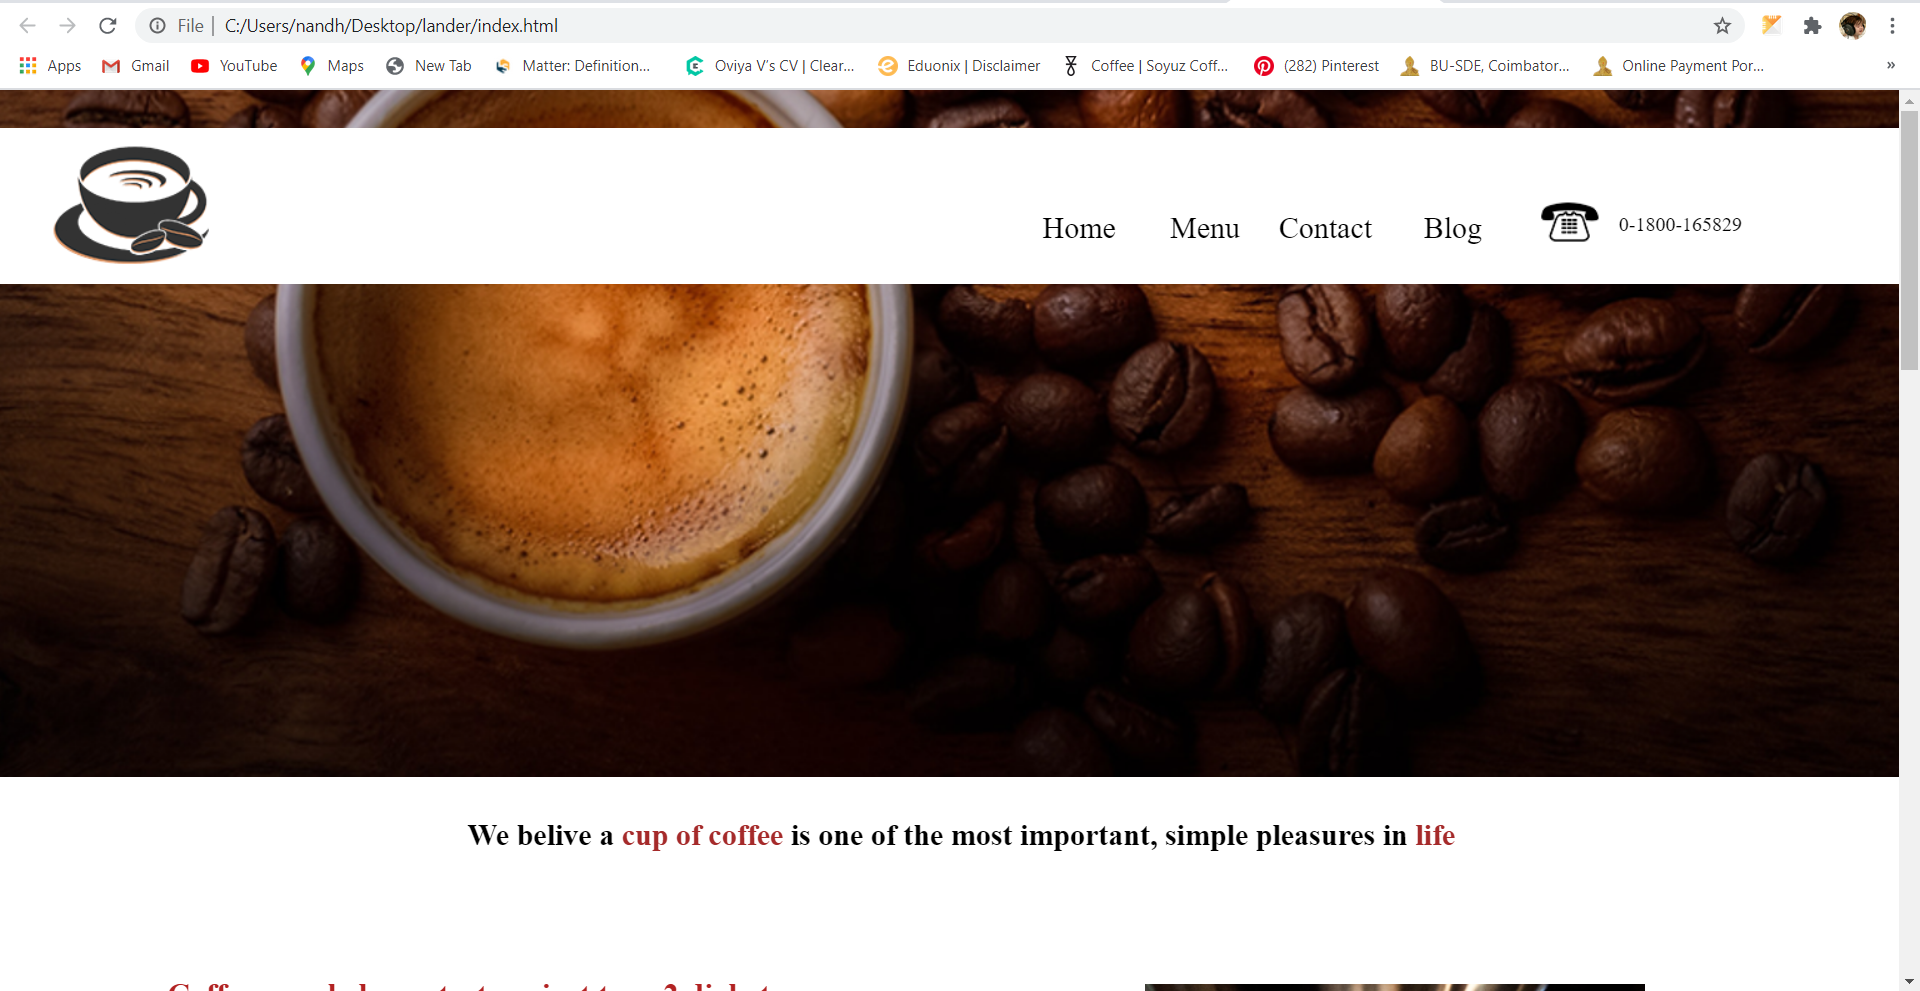 File | C:/Users/nandh/Desktop/lander/index.html
Apps Gmail YouTube Maps New Tab Matter: Definition... Oviya V's CV | Clear... Eduonix | Disclaimer Coffee | Soyuz Coff... (282) Pinterest BU-SDE, Coimbator... Online Payment Por... »
Home Menu Contact Blog 0-1800-165829
We belive a cup of coffee is one of the most important, simple pleasures in life